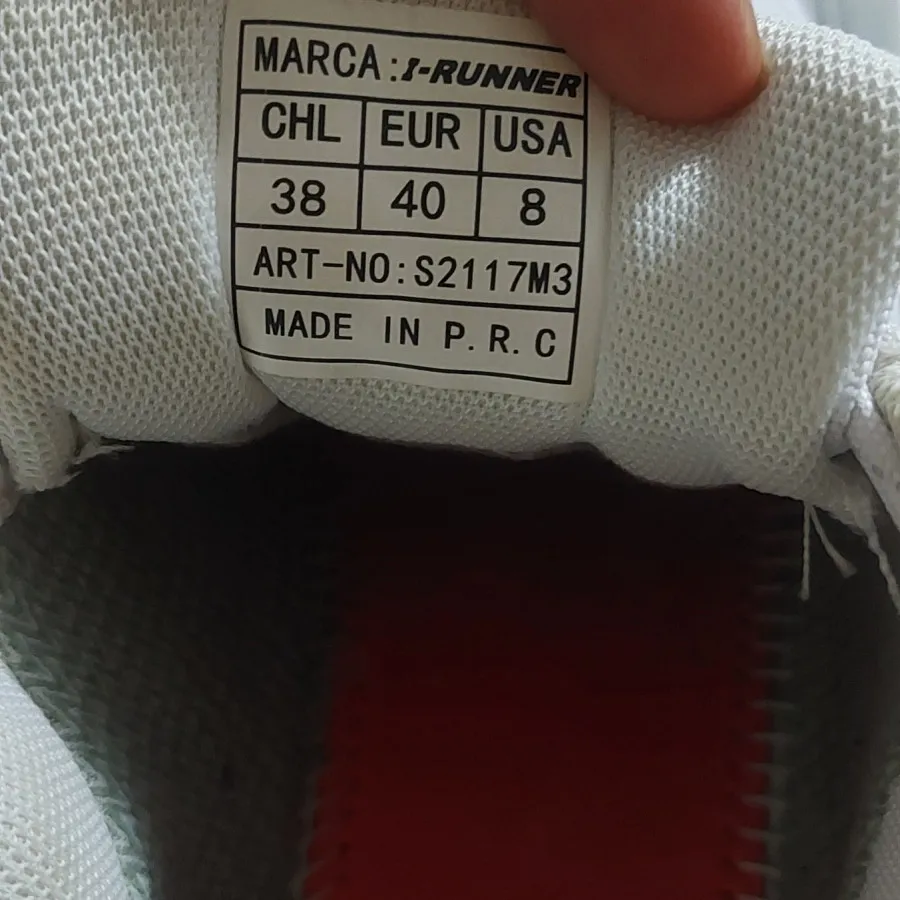 MARCA:I-RUNNER
CHL EUR USA
38 40 8
ART-NO:S2117M3
MADE IN P.R.C